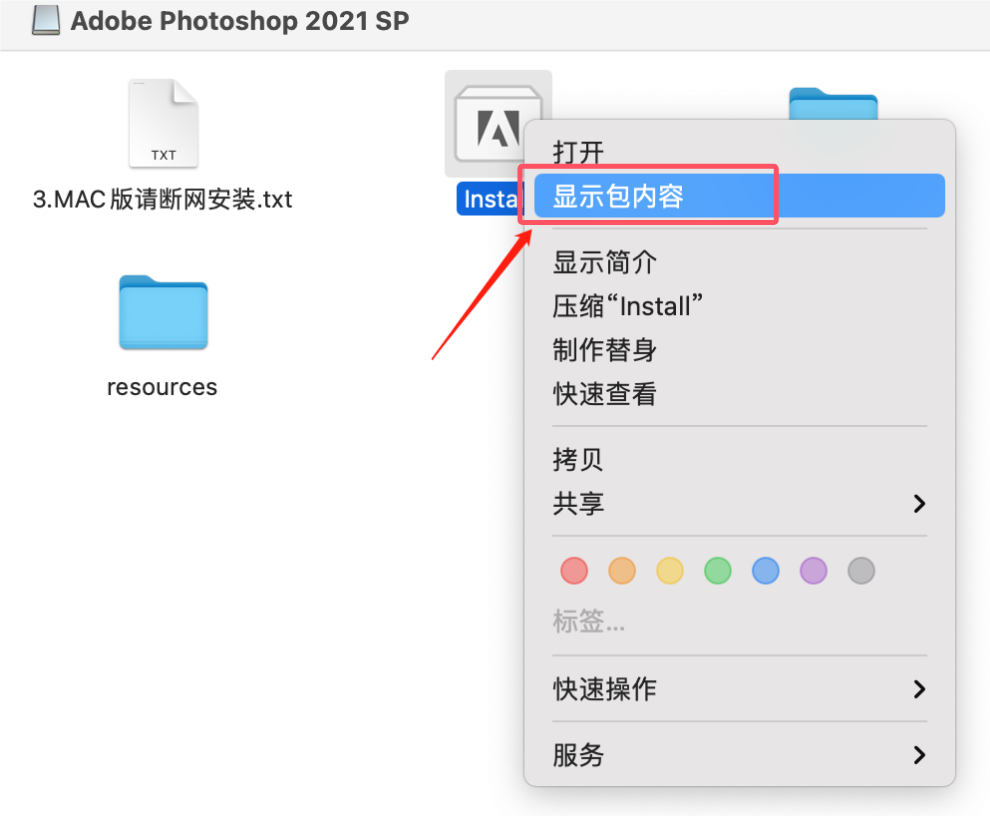 Adobe Photoshop 2021 SP
TXT
3.MAC版请断网安装.txt
Insta
resources
打开
显示包内容
显示简介
压缩“Install”
制作替身
快速查看
拷贝
共享
标签...
快速操作
服务